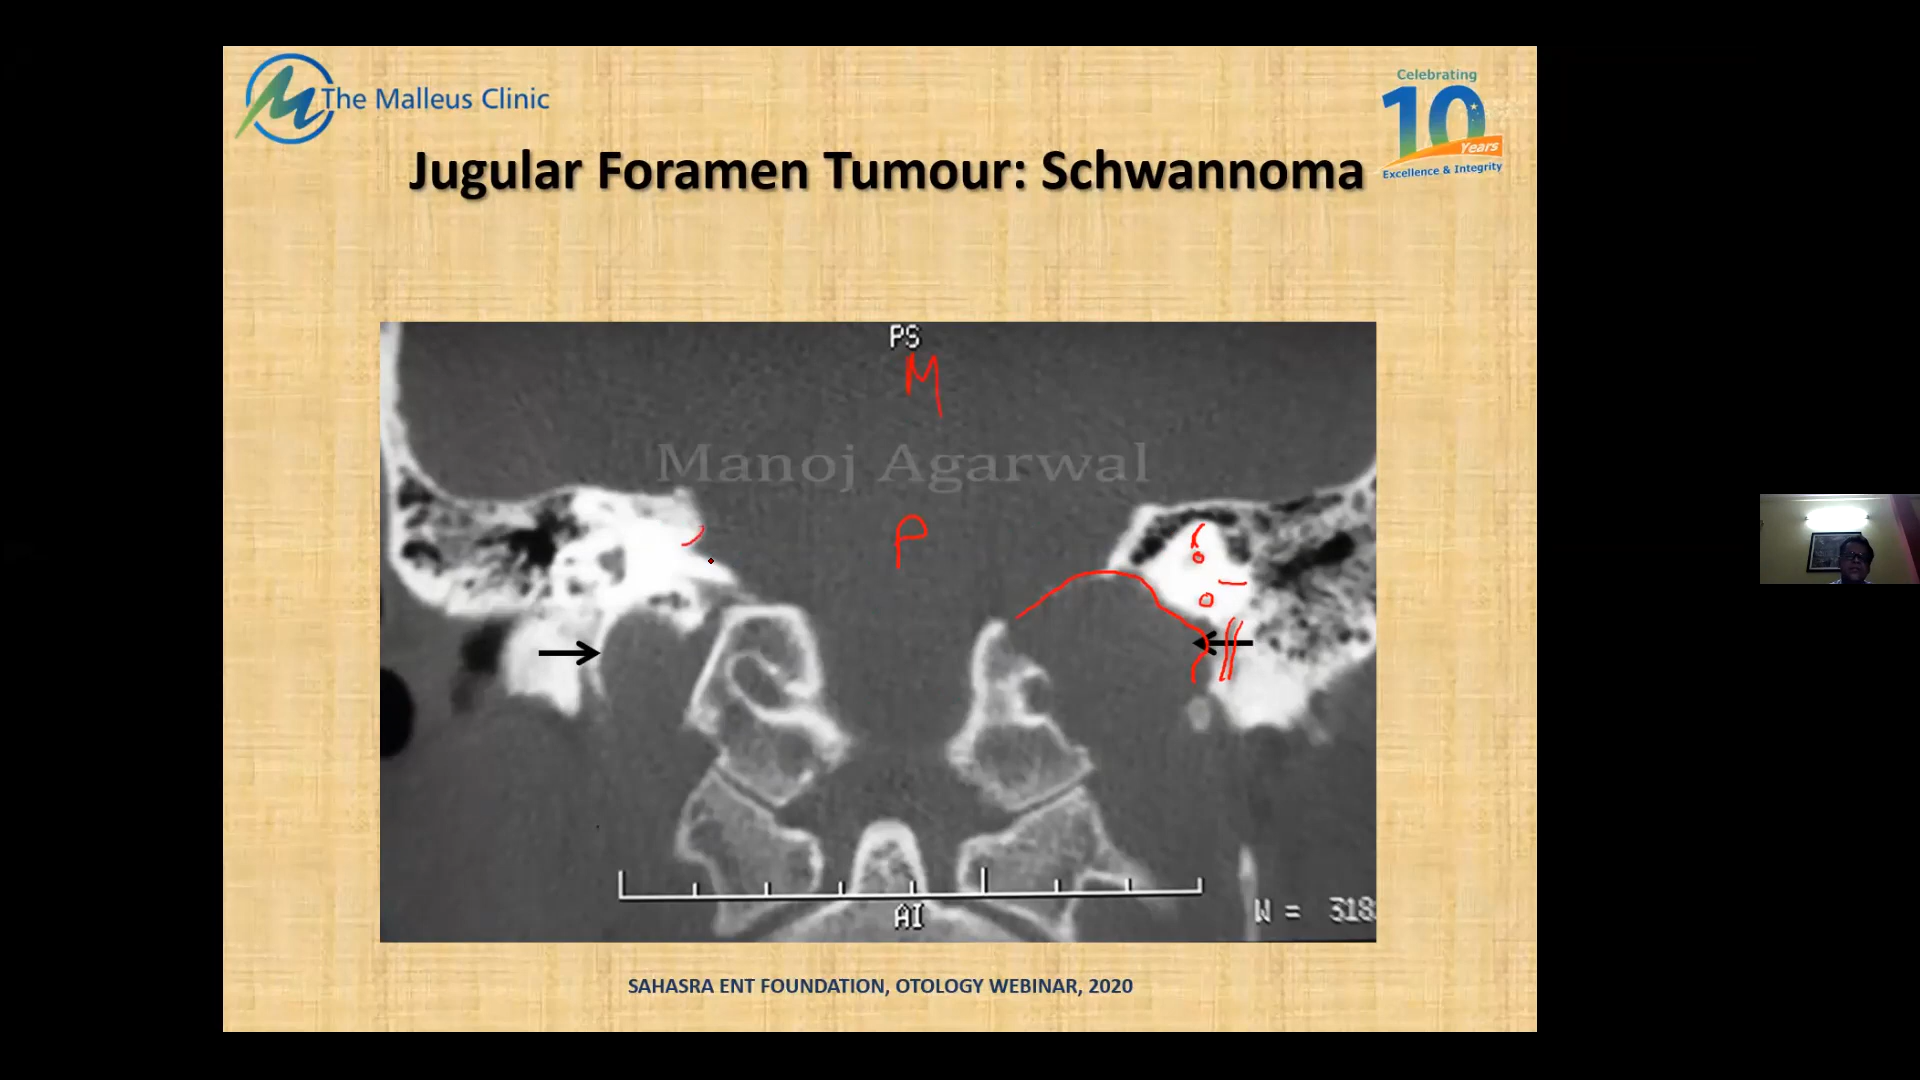 The Malleus Clinic
Celebrating
10
Years
Excellence & Integrity
Jugular Foramen Tumour: Schwannoma
PS
M
Manoj Agarwal
P
AI
W = 318
SAHASRA ENT FOUNDATION, OTOLOGY WEBINAR, 2020